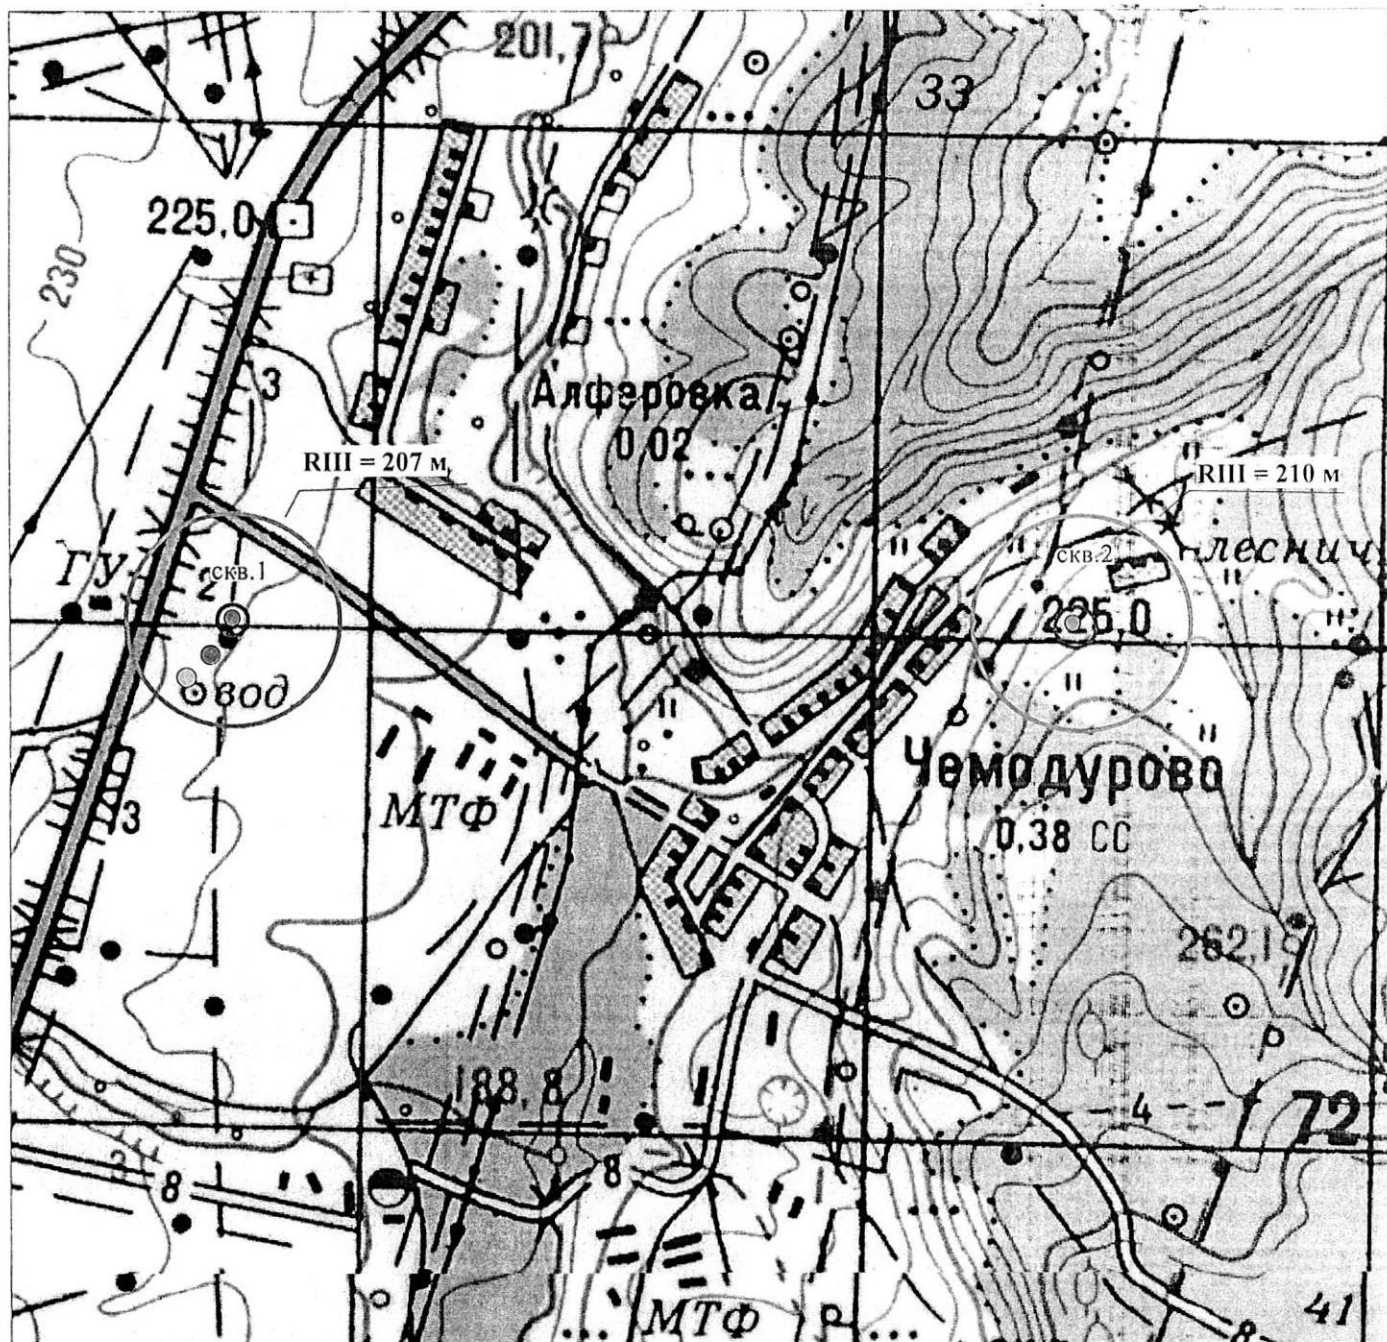 201,7
33
225,0
230
3
Алферовка
0,02
RIII = 207 м
RIII = 210 м
ГУ
2
скв.1
скв.2
леснич.
225,0
вод
Чемодурово
0,38 СС
МТФ
3
262,1
188,8
4
72
3
8
8
МТФ
41
8